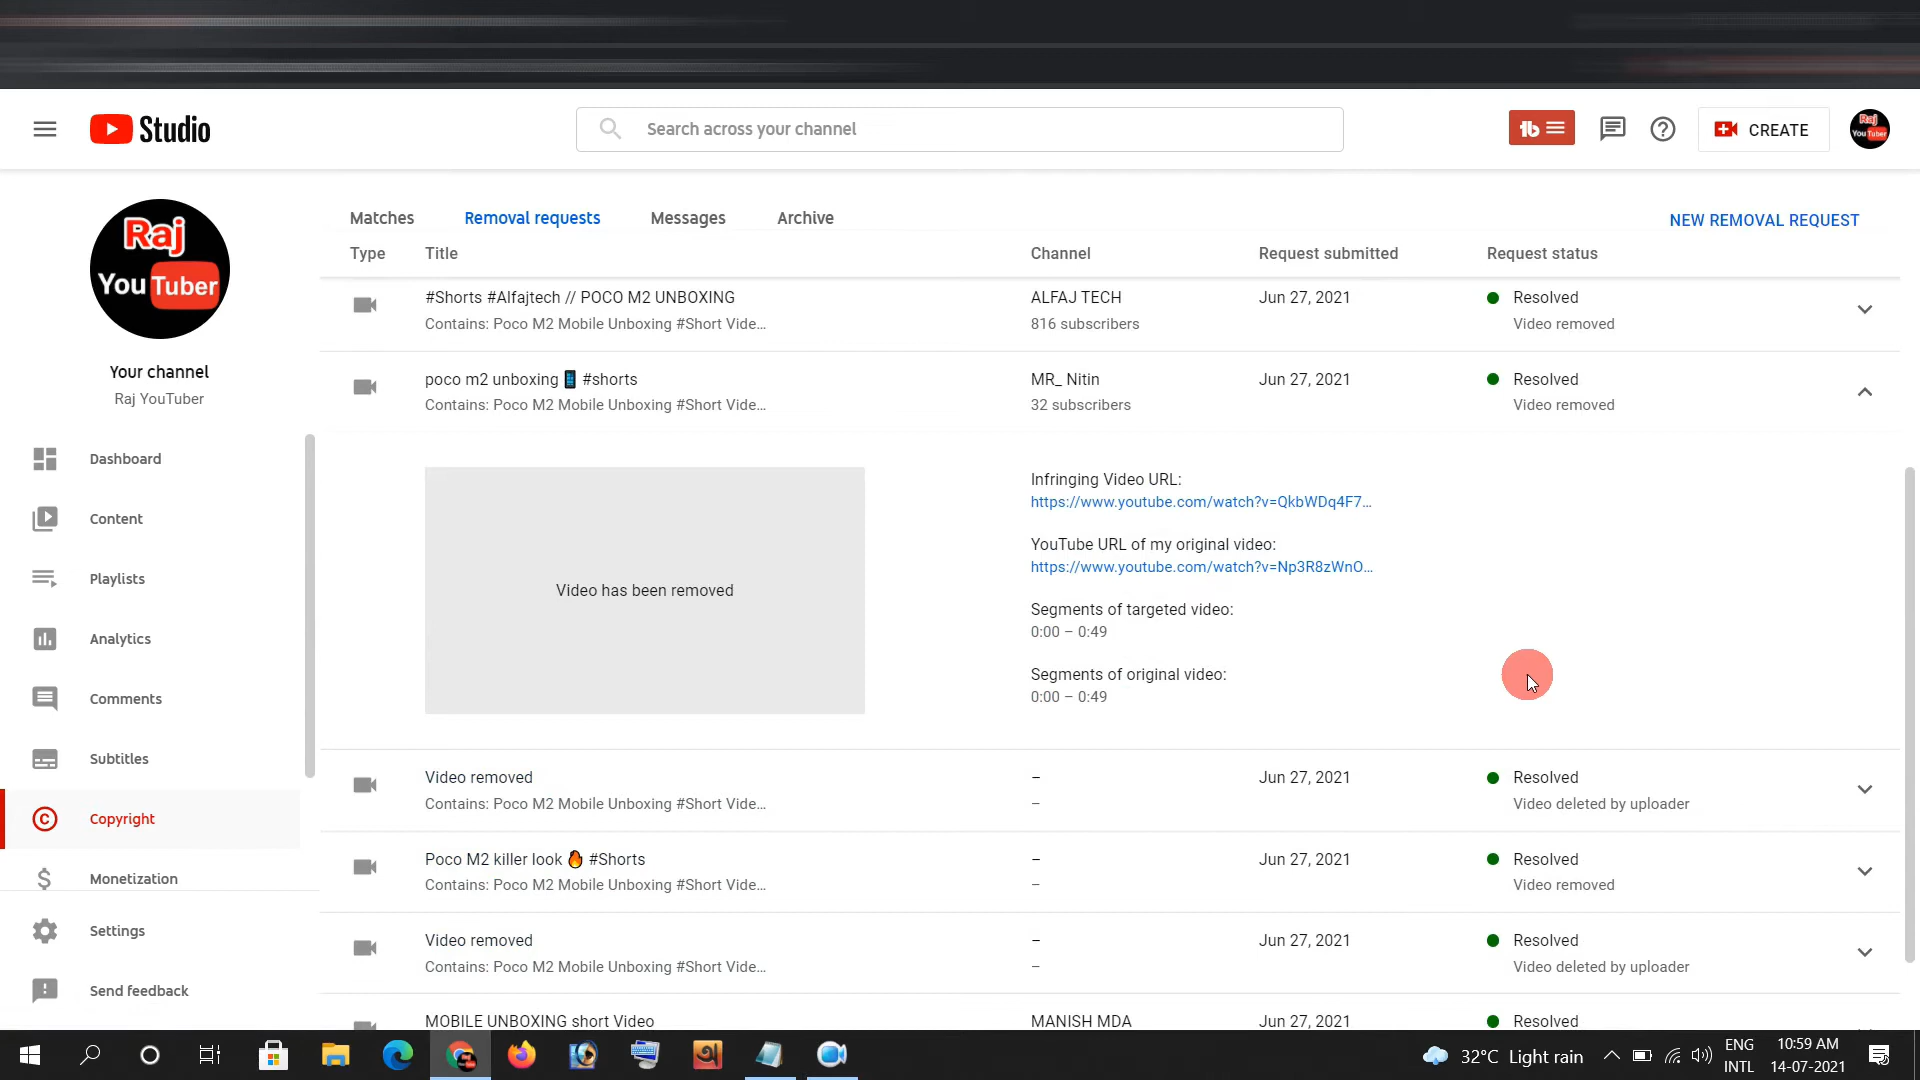 Studio
Search across your channel
CREATE
Raj
You Tuber
Raj
You Tuber
Your channel
Raj YouTuber
Dashboard
Content
Playlists
Analytics
Comments
Subtitles
Copyright
Monetization
Settings
Send feedback
Matches Removal requests Messages Archive NEW REMOVAL REQUEST
Type Title Channel Request submitted Request status
#Shorts #Alfajtech // POCO M2 UNBOXING ALFAJ TECH Jun 27, 2021 Resolved
Contains: Poco M2 Mobile Unboxing #Short Vide... 816 subscribers Video removed
poco m2 unboxing📱 #shorts MR_ Nitin Jun 27, 2021 Resolved
Contains: Poco M2 Mobile Unboxing #Short Vide... 32 subscribers Video removed
Video has been removed
Infringing Video URL:
https://www.youtube.com/watch?v=QkbWDq4F7...
YouTube URL of my original video:
https://www.youtube.com/watch?v=Np3R8zWnO...
Segments of targeted video:
0:00 – 0:49
Segments of original video:
0:00 – 0:49
Video removed – Jun 27, 2021 Resolved
Contains: Poco M2 Mobile Unboxing #Short Vide... – Video deleted by uploader
Poco M2 killer look 🔥 #Shorts – Jun 27, 2021 Resolved
Contains: Poco M2 Mobile Unboxing #Short Vide... – Video removed
Video removed – Jun 27, 2021 Resolved
Contains: Poco M2 Mobile Unboxing #Short Vide... – Video deleted by uploader
MOBILE UNBOXING short Video MANISH MDA Jun 27, 2021 Resolved
32°C Light rain
ENG
INTL
10:59 AM
14-07-2021